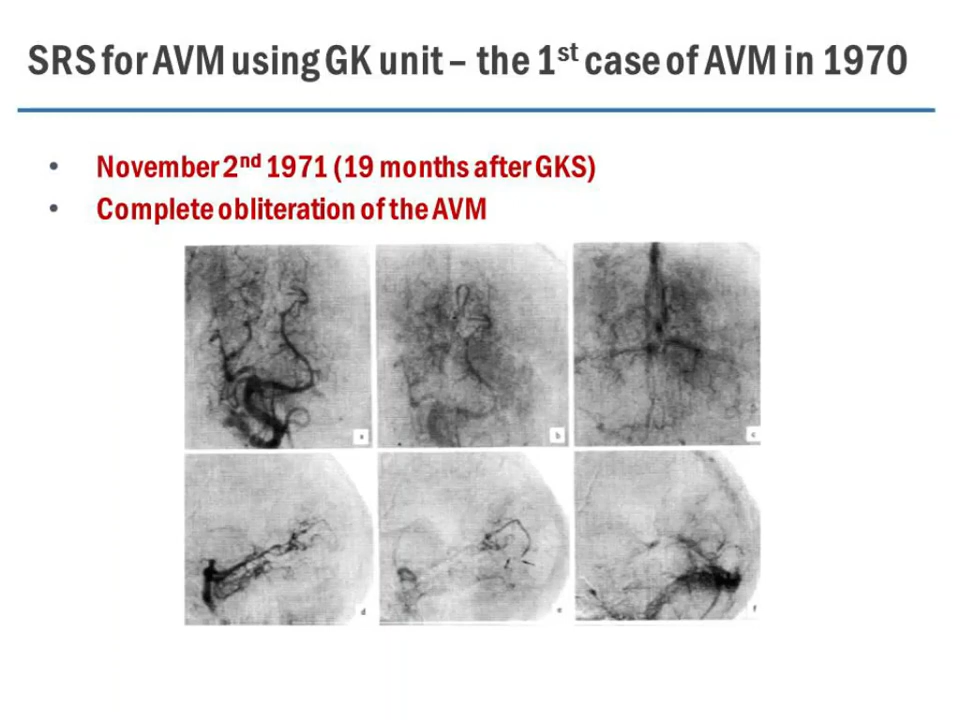 SRS for AVM using GK unit – the 1st case of AVM in 1970
• November 2nd 1971 (19 months after GKS)
• Complete obliteration of the AVM
a b c
d e f